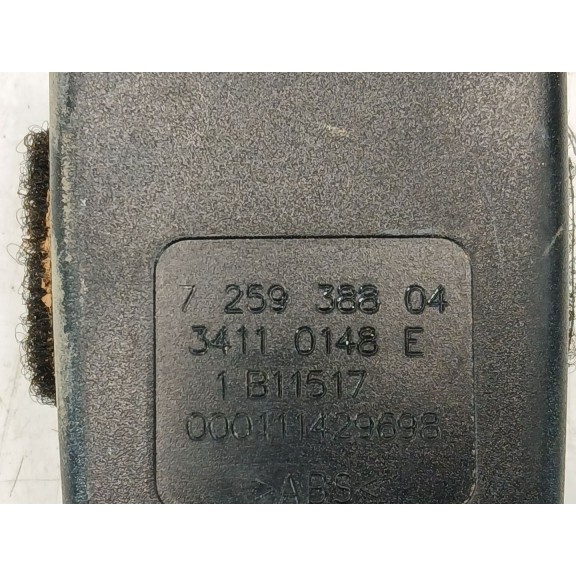 7 259 388 04
3411 0148 E
1 B11517
000111429698
>ABS<